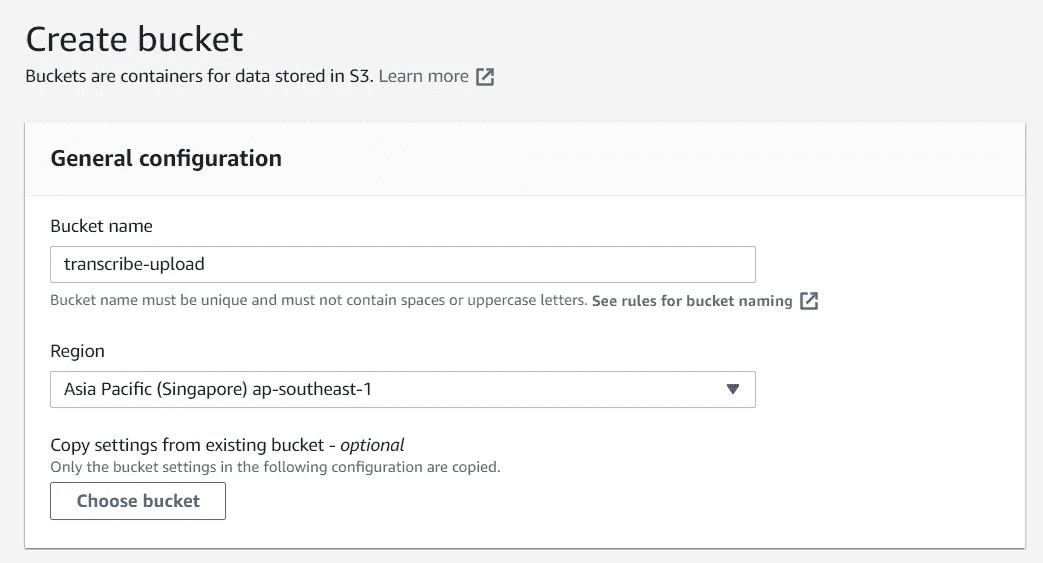 Create bucket
Buckets are containers for data stored in S3. Learn more
General configuration
Bucket name
transcribe-upload
Bucket name must be unique and must not contain spaces or uppercase letters. See rules for bucket naming
Region
Asia Pacific (Singapore) ap-southeast-1
Copy settings from existing bucket - optional
Only the bucket settings in the following configuration are copied.
Choose bucket